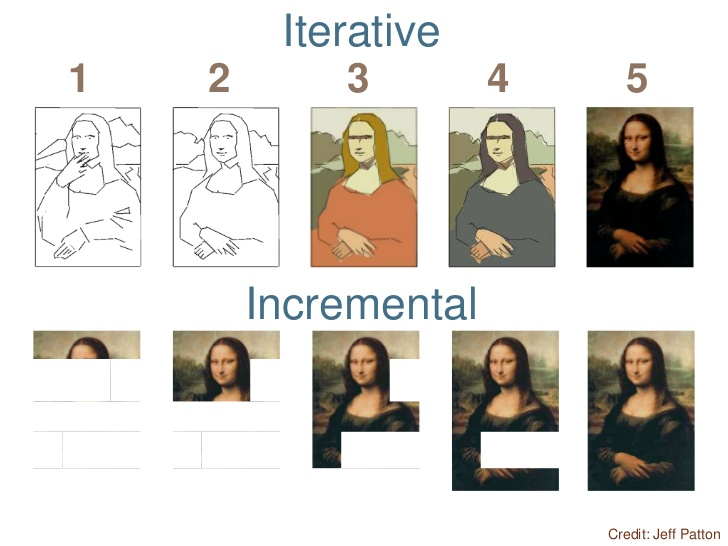 Iterative
1 2 3 4 5
Incremental
Credit: Jeff Patton